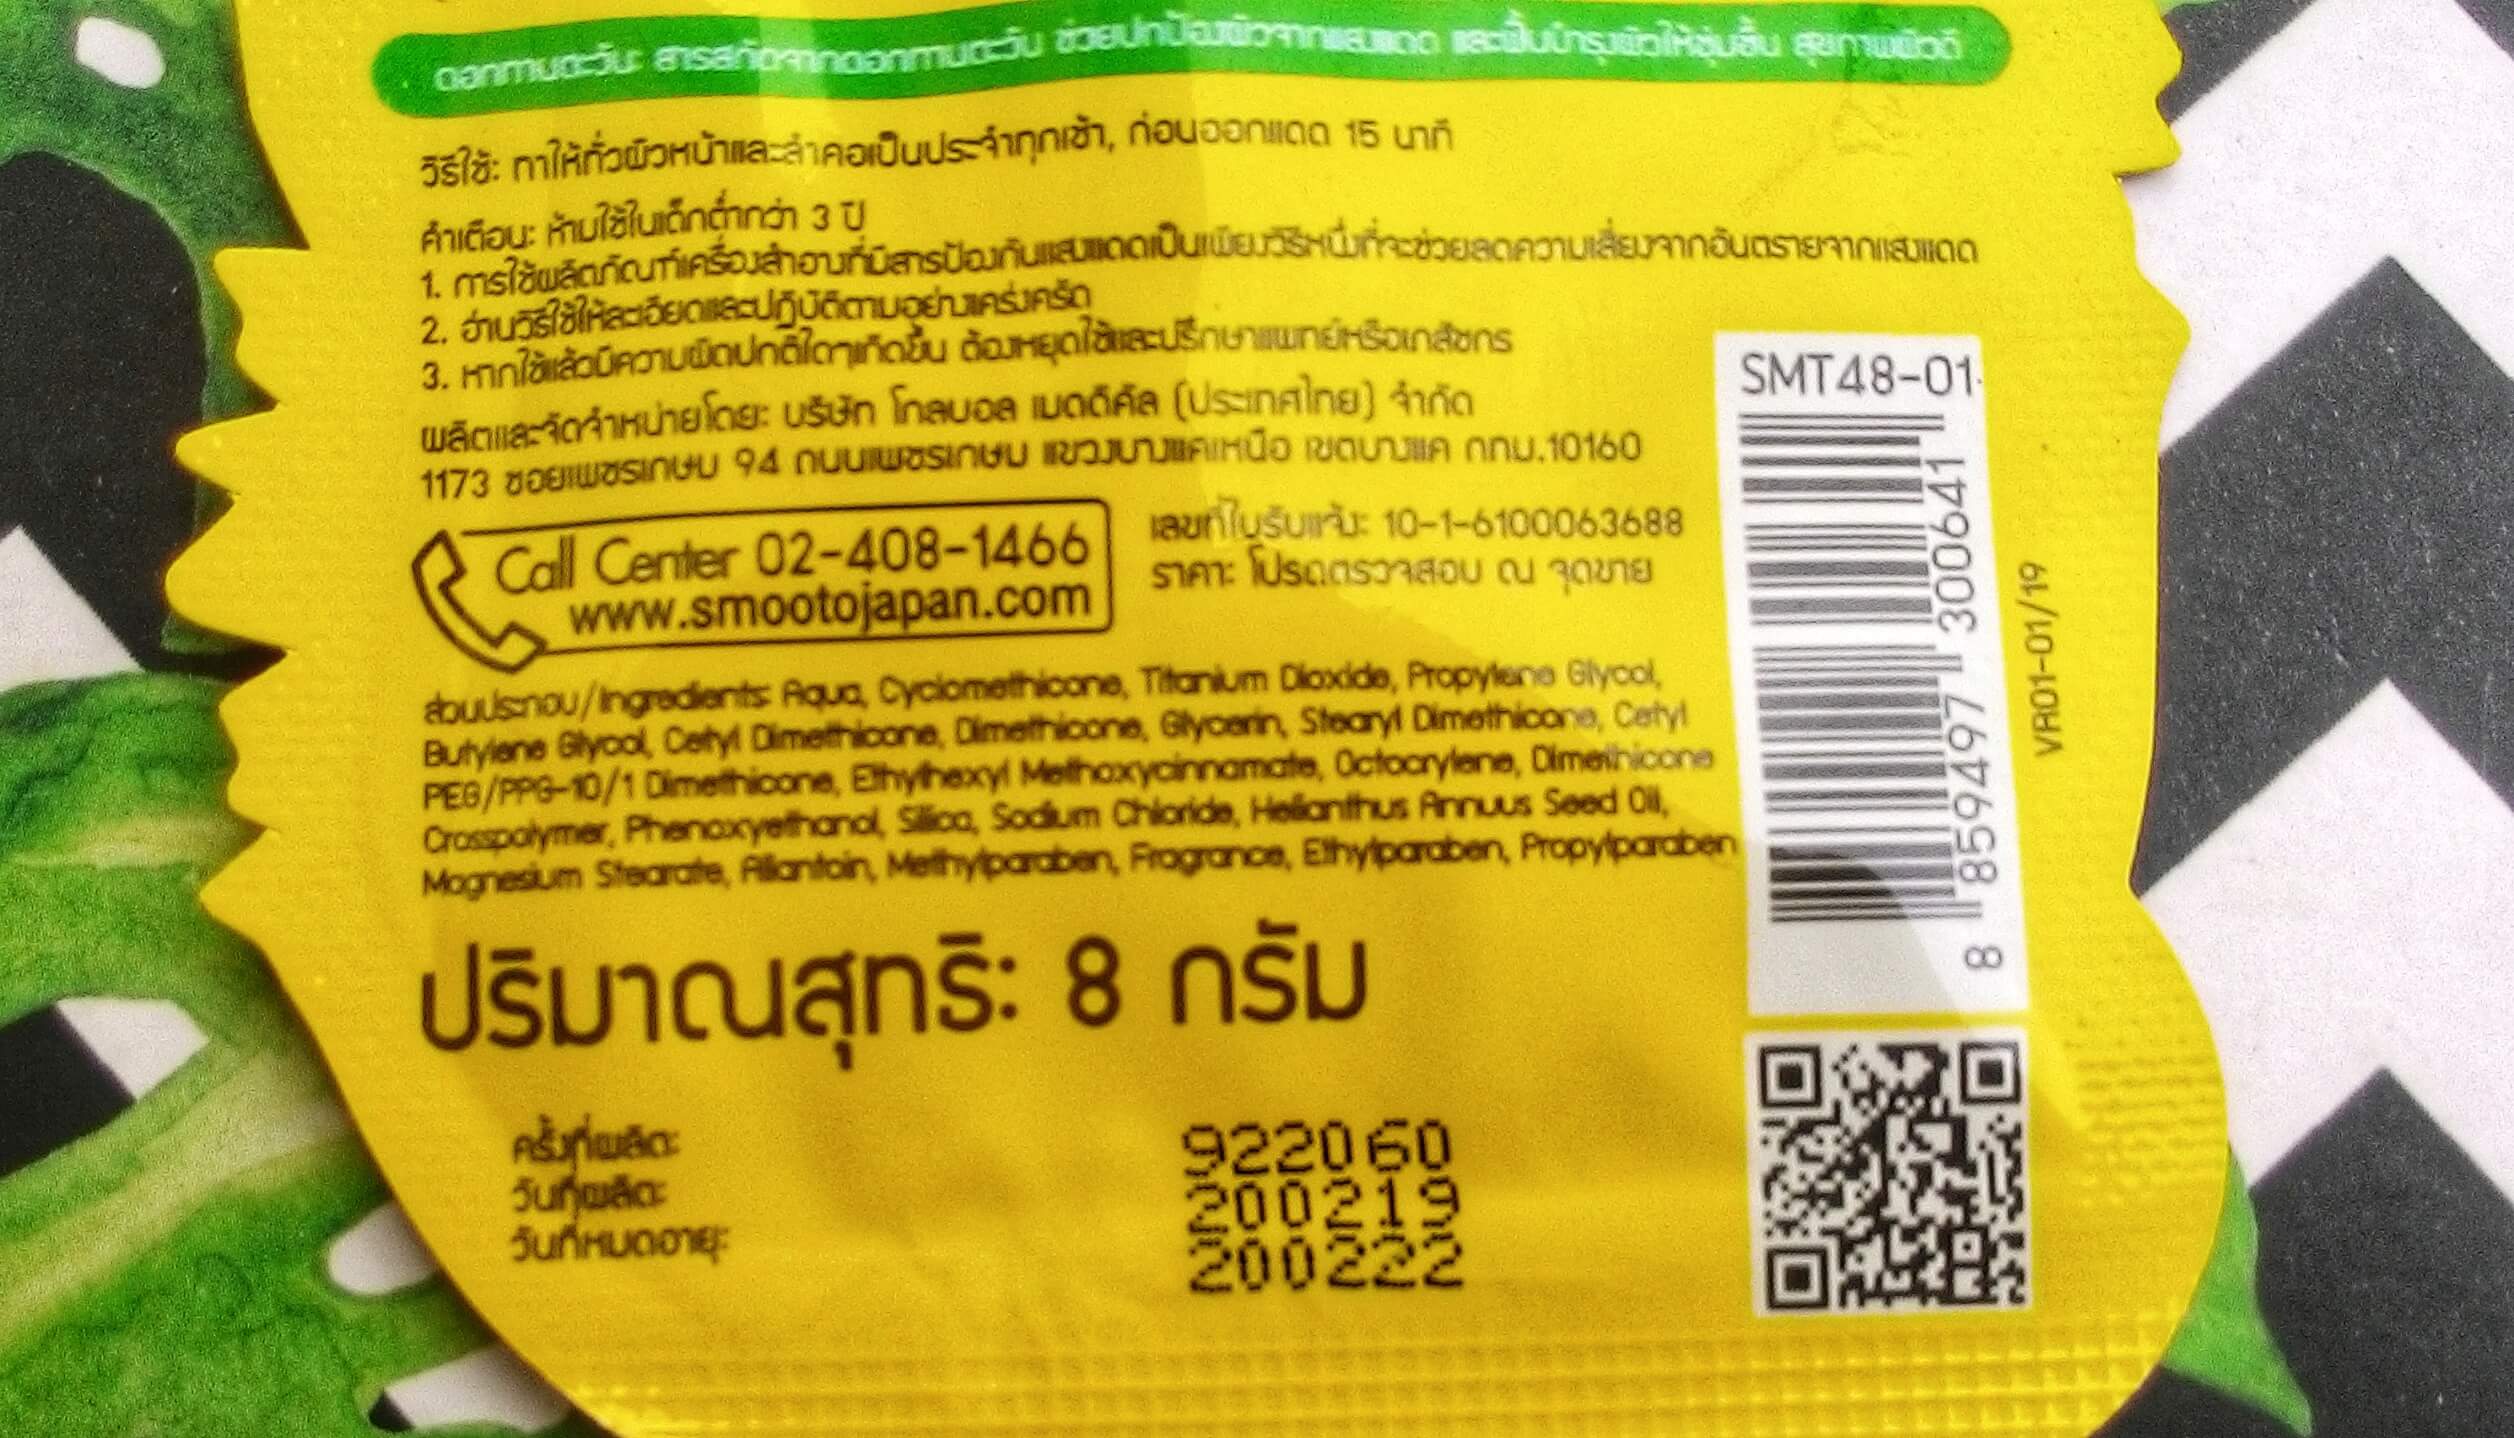 ดอกทานตะวัน: สารสกัดจากดอกทานตะวัน ช่วยปกป้องผิวจากแสงแดด และฟื้นบำรุงผิวให้ชุ่มชื้น สุขภาพผิวดี
วิธีใช้: ทาให้ทั่วผิวหน้าและลำคอเป็นประจำทุกเช้า, ก่อนออกแดด 15 นาที
คำเตือน: ห้ามใช้ในเด็กต่ำกว่า 3 ปี
1. การใช้ผลิตภัณฑ์เครื่องสำอางที่มีสารป้องกันแสงแดดเป็นเพียงวิธีหนึ่งที่จะช่วยลดความเสี่ยงจากอันตรายจากแสงแดด
2. อ่านวิธีใช้ให้ละเอียดและปฏิบัติตามอย่างเคร่งครัด
3. หากใช้แล้วมีความผิดปกติใดๆเกิดขึ้น ต้องหยุดใช้และปรึกษาแพทย์หรือเภสัชกร
ผลิตและจัดจำหน่ายโดย: บริษัท โกลบอล เมดดิคัล (ประเทศไทย) จำกัด
1173 ซอยเพชรเกษม 94 ถนนเพชรเกษม แขวงบางแคเหนือ เขตบางแค กทม.10160
Call Center 02-408-1466
www.smootojapan.com
เลขที่ใบรับแจ้ง: 10-1-6100063688
ราคา: โปรดตรวจสอบ ณ จุดขาย
ส่วนประกอบ/Ingredients: Aqua, Cyclomethicone, Titanium Dioxide, Propylene Glycol,
Butylene Glycol, Cetyl Dimethicone, Dimethicone, Glycerin, Stearyl Dimethicone, Cetyl
PEG/PPG-10/1 Dimethicone, Ethylhexyl Methoxycinnamate, Octocrylene, Dimethicone
Crosspolymer, Phenoxyethanol, Silica, Sodium Chloride, Helianthus Annuus Seed Oil,
Magnesium Stearate, Allantoin, Methylparaben, Fragrance, Ethylparaben, Propylparaben
ปริมาณสุทธิ: 8 กรัม
ครั้งที่ผลิต: 922060
วันที่ผลิต: 200219
วันที่หมดอายุ: 200222
SMT48-01
8 859497 300641
VR01-01/19